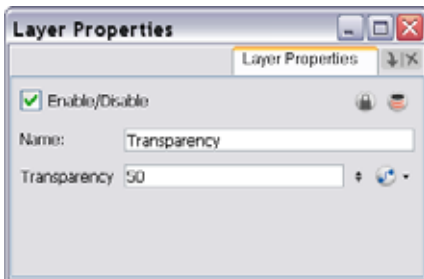 Layer Properties
Layer Properties
Enable/Disable
Name: Transparency
Transparency 50